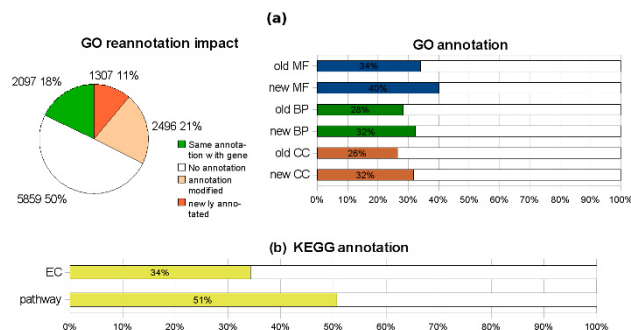 (a)
GO reannotation impact
2097 18%
1307 11%
2496 21%
5859 50%
Same annota-
tion with gene
No annotation
annotation
modified
newly anno-
tated
GO annotation
old MF
34%
new MF
40%
old BP
28%
new BP
32%
old CC
26%
new CC
32%
0% 10% 20% 30% 40% 50% 60% 70% 80% 90% 100%
(b) KEGG annotation
EC
34%
pathway
51%
0% 10% 20% 30% 40% 50% 60% 70% 80% 90% 100%